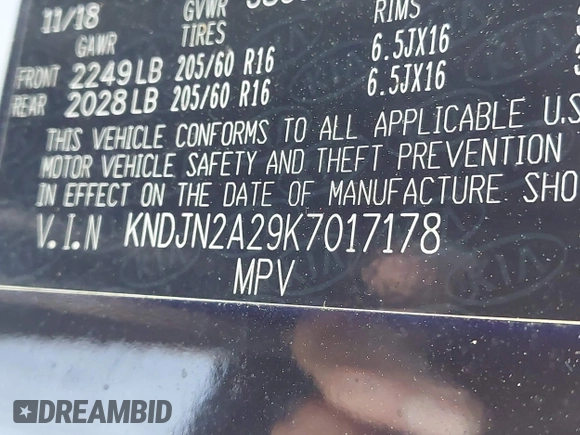 11/18 GVWR RIMS
GAWR TIRES
FRONT 2249LB 205/60 R16 6.5JX16
REAR 2028LB 205/60 R16 6.5JX16
THIS VEHICLE CONFORMS TO ALL APPLICABLE U.S
MOTOR VEHICLE SAFETY AND THEFT PREVENTION
IN EFFECT ON THE DATE OF MANUFACTURE SHO
V.I.N KNDJN2A29K7017178
MPV
KIA
DREAMBID